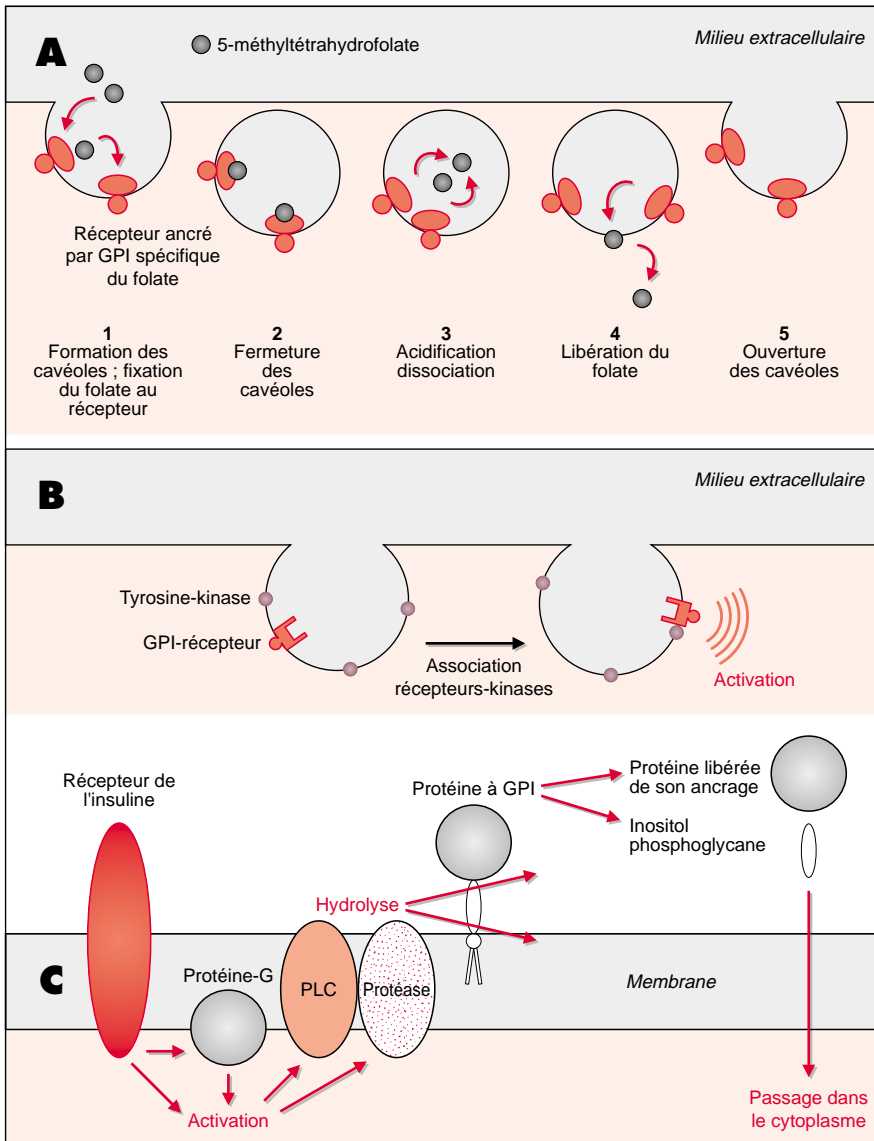 A
5-méthyltétrahydrofolate
Milieu extracellulaire
Récepteur ancré
par GPI spécifique
du folate
1
Formation des
cavéoles ; fixation
du folate au
récepteur
2
Fermeture
des
cavéoles
3
Acidification
dissociation
4
Libération du
folate
5
Ouverture
des cavéoles
B
Milieu extracellulaire
Tyrosine-kinase
GPI-récepteur
Association
récepteurs-kinases
Activation
Récepteur de
l'insuline
Protéine à GPI
Protéine libérée
de son ancrage
Inositol
phosphoglycane
Hydrolyse
C
Protéine-G
PLC
Protéase
Membrane
Activation
Passage dans
le cytoplasme